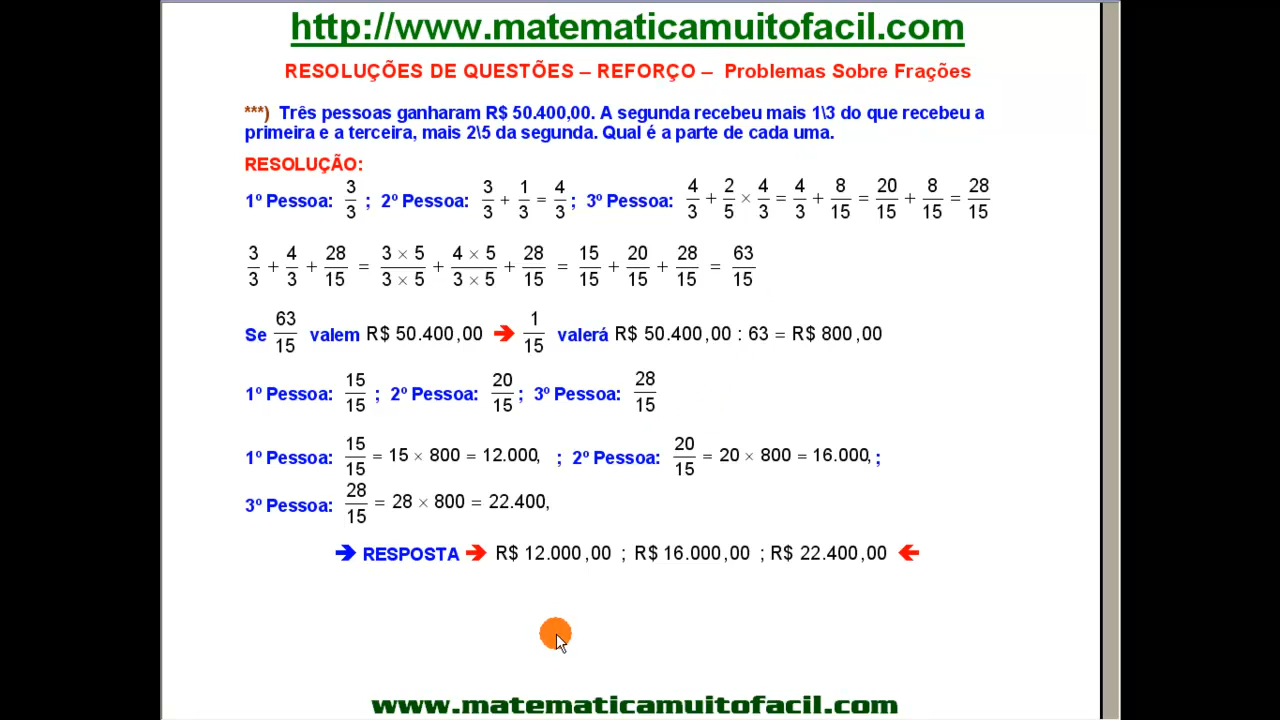 http://www.matematicamuitofacil.com
RESOLUÇÕES DE QUESTÕES – REFORÇO – Problemas Sobre Frações
***) Três pessoas ganharam R$ 50.400,00. A segunda recebeu mais 1\3 do que recebeu a
primeira e a terceira, mais 2\5 da segunda. Qual é a parte de cada uma.
RESOLUÇÃO:
1º Pessoa: 3/3 ; 2º Pessoa: 3/3 + 1/3 = 4/3 ; 3º Pessoa: 4/3 + 2/5 × 4/3 = 4/3 + 8/15 = 20/15 + 8/15 = 28/15
3/3 + 4/3 + 28/15 = 3 × 5/3 × 5 + 4 × 5/3 × 5 + 28/15 = 15/15 + 20/15 + 28/15 = 63/15
Se 63/15 valem R$ 50.400,00 ➔ 1/15 valerá R$ 50.400,00 : 63 = R$ 800,00
1º Pessoa: 15/15 ; 2º Pessoa: 20/15 ; 3º Pessoa: 28/15
1º Pessoa: 15/15 = 15 × 800 = 12.000, ; 2º Pessoa: 20/15 = 20 × 800 = 16.000, ;
3º Pessoa: 28/15 = 28 × 800 = 22.400,
➔ RESPOSTA ➔ R$ 12.000,00 ; R$ 16.000,00 ; R$ 22.400,00 🡸
www.matematicamuitofacil.com